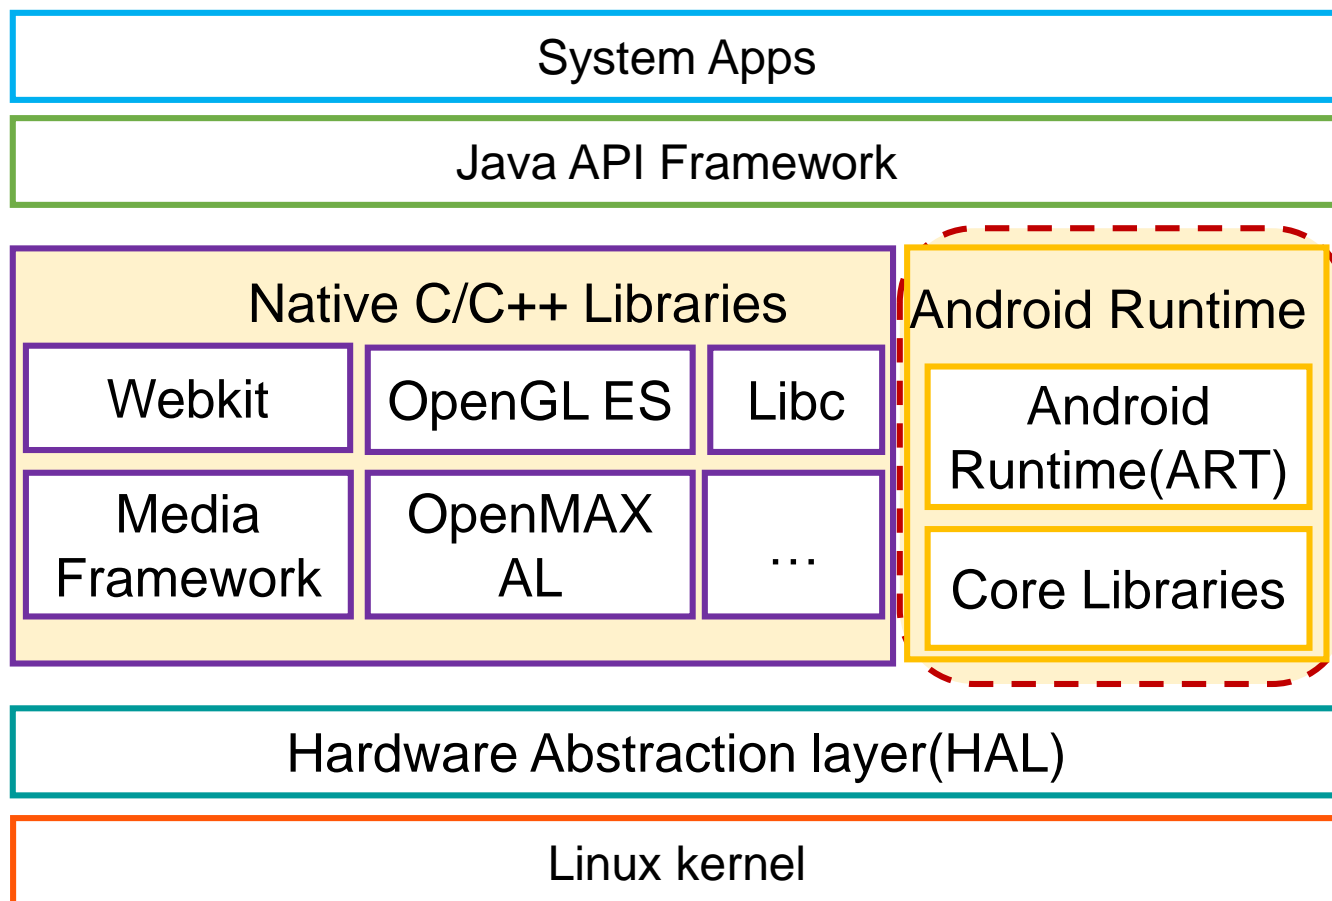 System Apps
Java API Framework
Native C/C++ Libraries
Webkit
OpenGL ES
Libc
Media
Framework
OpenMAX
AL
...
Android Runtime
Android
Runtime(ART)
Core Libraries
Hardware Abstraction layer(HAL)
Linux kernel